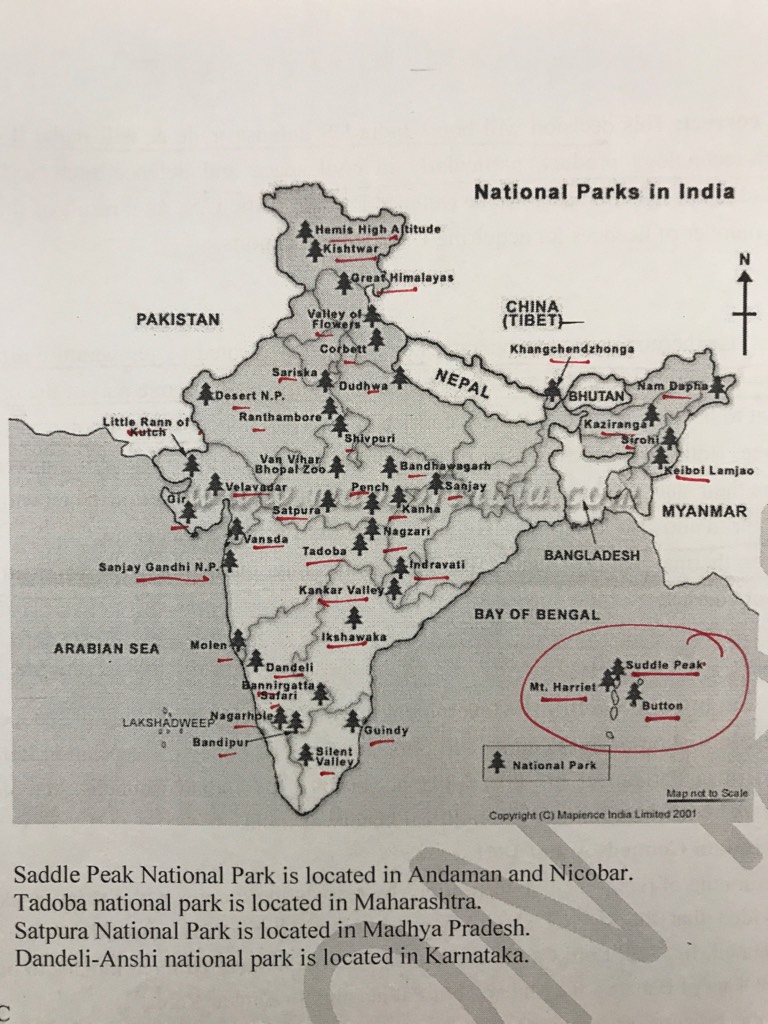 National Parks in India
N
Hemis High Altitude
Kishtwar
Great Himalayas
PAKISTAN
Valley of
Flowers
CHINA
(TIBET)
Corbett
Khangchendzhonga
Sariska
Dudhwa
NEPAL
BHUTAN
Nam Dapha
Desert N.P.
Ranthambore
Little Rann of
Kutch
Kaziranga
Sirohi
Shivpuri
Van Vihar
Bhopal Zoo
Bandhawagarh
Keibol Lamjao
Velavadar
Pench
Sanjay
Gir
Satpura
Kanha
MYANMAR
Vansda
Nagzari
Tadoba
BANGLADESH
Sanjay Gandhi N.P.
Indravati
Kankar Valley
BAY OF BENGAL
Ikshawaka
ARABIAN SEA
Molen
Dandeli
Suddle Peak
Mt. Harriet
Bannirgatta
Safari
Button
LAKSHADWEEP
Nagarhole
Guindy
Bandipur
Silent
Valley
National Park
Map not to Scale
Copyright (C) Mapience India Limited 2001
Saddle Peak National Park is located in Andaman and Nicobar.
Tadoba national park is located in Maharashtra.
Satpura National Park is located in Madhya Pradesh.
Dandeli-Anshi national park is located in Karnataka.